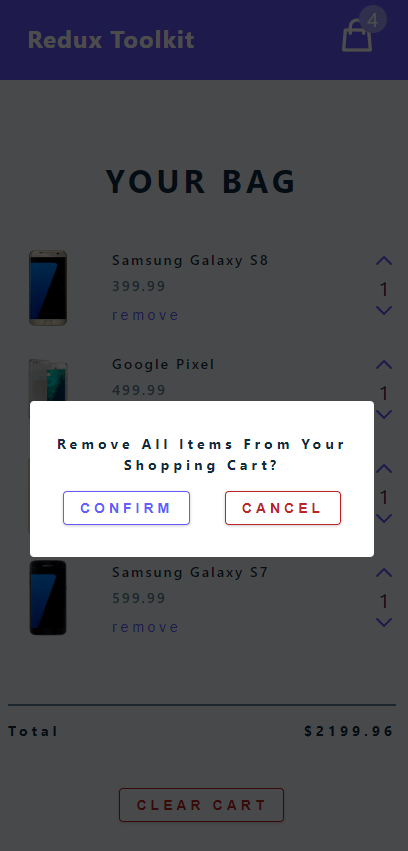 Redux Toolkit
4
YOUR BAG
Samsung Galaxy S8
399.99
remove
1
Google Pixel
499.99
1
Remove All Items From Your
Shopping Cart?
CONFIRM
CANCEL
1
Samsung Galaxy S7
599.99
remove
1
Total
$2199.96
CLEAR CART